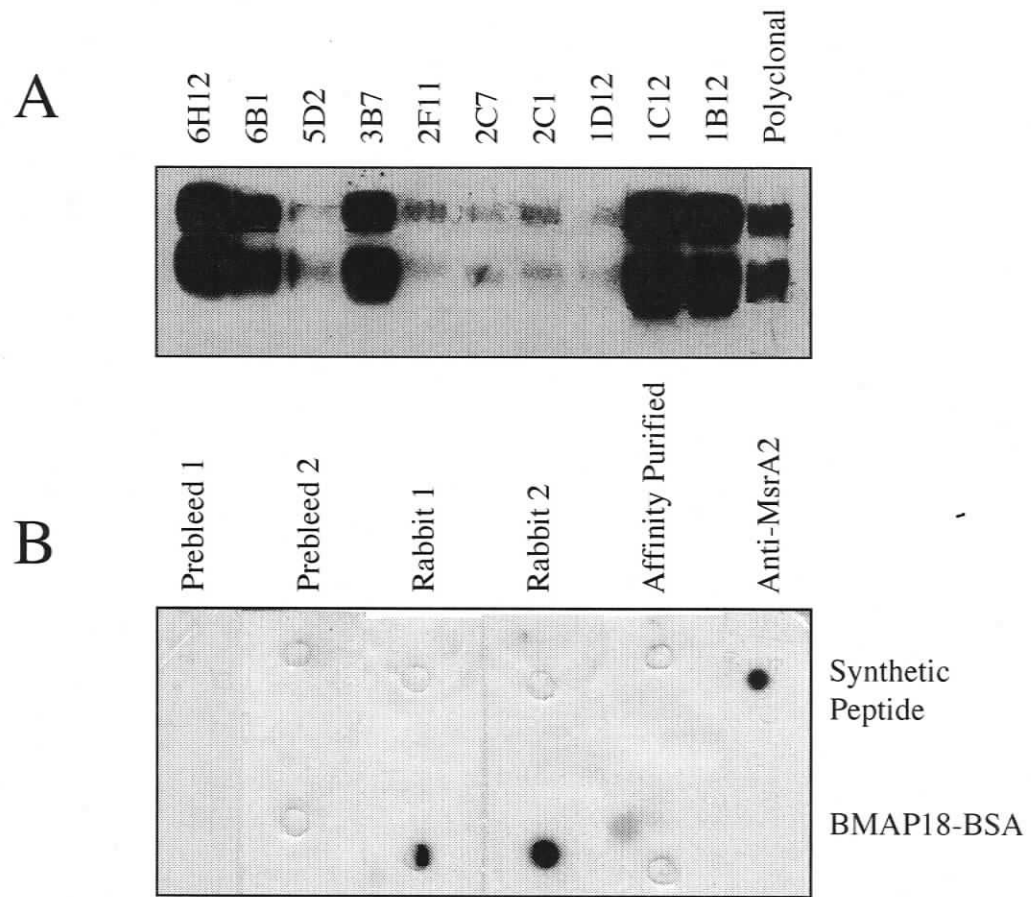 A
6H12
6B1
5D2
3B7
2F11
2C7
2C1
1D12
1C12
1B12
Polyclonal
B
Prebleed 1
Prebleed 2
Rabbit 1
Rabbit 2
Affinity Purified
Anti-MsrA2
Synthetic
Peptide
BMAP18-BSA